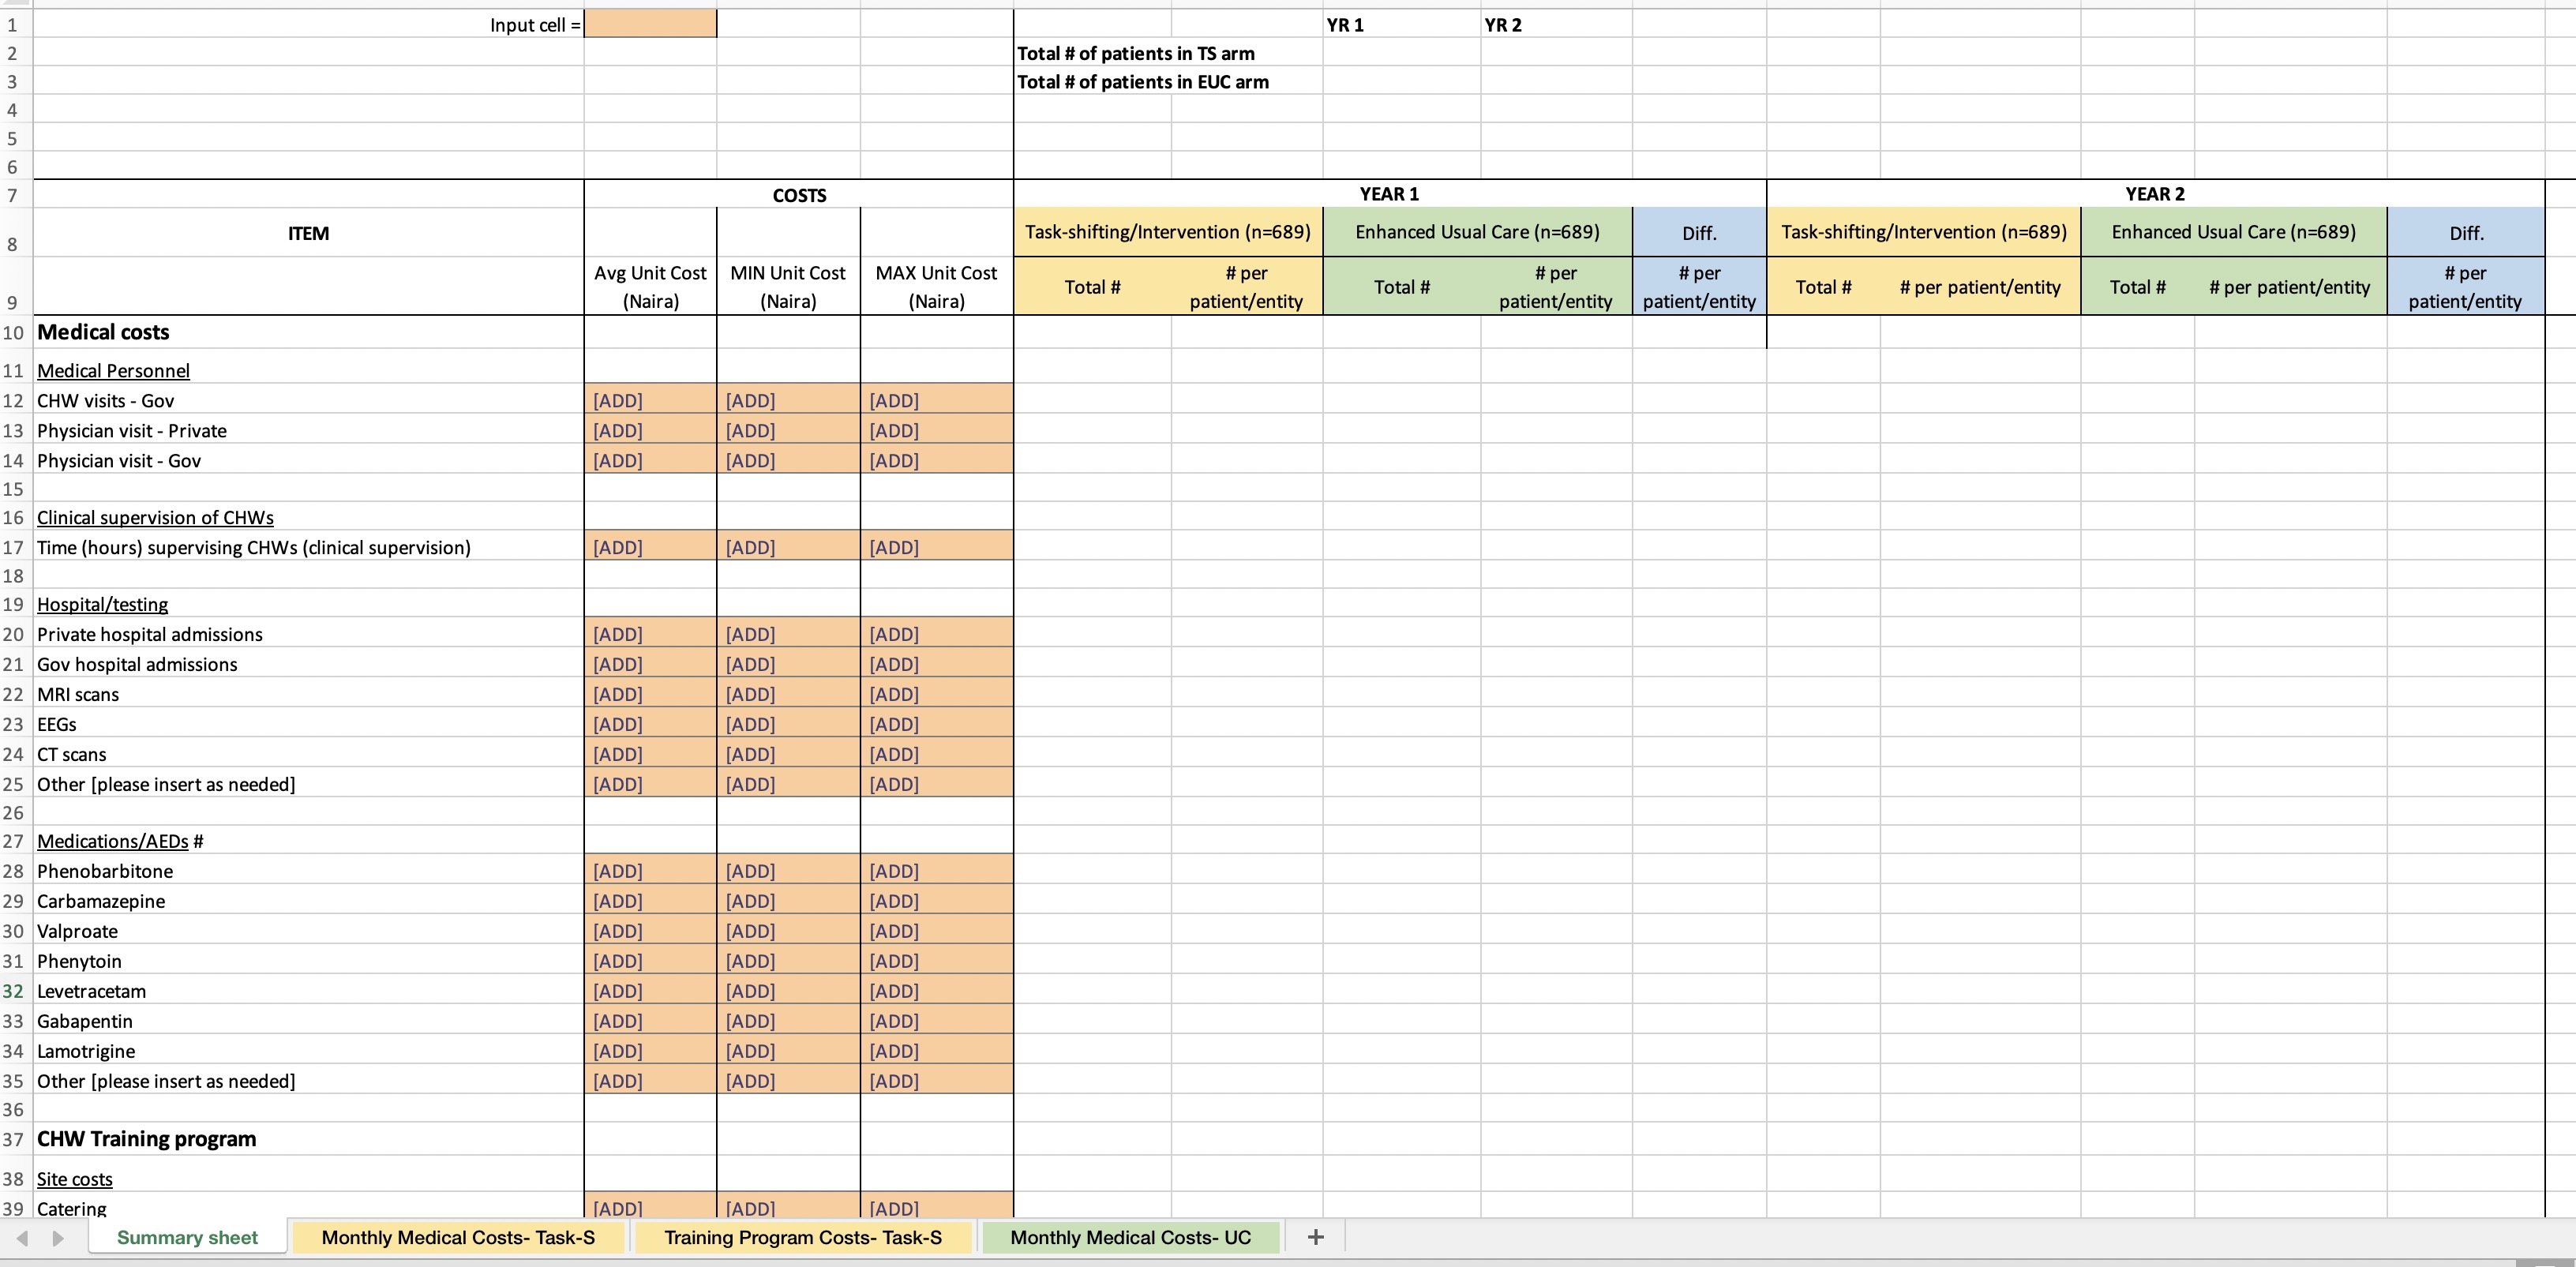 1 Input cell = YR 1 YR 2
2 Total # of patients in TS arm
3 Total # of patients in EUC arm
4
5
6
7 COSTS YEAR 1 YEAR 2
8 ITEM Task-shifting/Intervention (n=689) Enhanced Usual Care (n=689) Diff. Task-shifting/Intervention (n=689) Enhanced Usual Care (n=689) Diff.
9 Avg Unit Cost (Naira) MIN Unit Cost (Naira) MAX Unit Cost (Naira) Total # # per patient/entity Total # # per patient/entity # per patient/entity Total # # per patient/entity Total # # per patient/entity # per patient/entity
10 Medical costs
11 Medical Personnel
12 CHW visits - Gov [ADD] [ADD] [ADD]
13 Physician visit - Private [ADD] [ADD] [ADD]
14 Physician visit - Gov [ADD] [ADD] [ADD]
15
16 Clinical supervision of CHWs
17 Time (hours) supervising CHWs (clinical supervision) [ADD] [ADD] [ADD]
18
19 Hospital/testing
20 Private hospital admissions [ADD] [ADD] [ADD]
21 Gov hospital admissions [ADD] [ADD] [ADD]
22 MRI scans [ADD] [ADD] [ADD]
23 EEGs [ADD] [ADD] [ADD]
24 CT scans [ADD] [ADD] [ADD]
25 Other [please insert as needed] [ADD] [ADD] [ADD]
26
27 Medications/AEDs #
28 Phenobarbitone [ADD] [ADD] [ADD]
29 Carbamazepine [ADD] [ADD] [ADD]
30 Valproate [ADD] [ADD] [ADD]
31 Phenytoin [ADD] [ADD] [ADD]
32 Levetracetam [ADD] [ADD] [ADD]
33 Gabapentin [ADD] [ADD] [ADD]
34 Lamotrigine [ADD] [ADD] [ADD]
35 Other [please insert as needed] [ADD] [ADD] [ADD]
36
37 CHW Training program
38 Site costs
39 Catering [ADD] [ADD] [ADD]
Summary sheet Monthly Medical Costs- Task-S Training Program Costs- Task-S Monthly Medical Costs- UC +